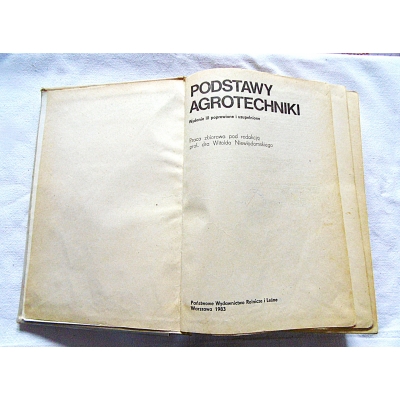 PODSTAWY
AGROTECHNIKI
Wydanie III poprawione i uzupełnione
Praca zbiorowa pod redakcją
prof. dra Witolda Niewiadomskiego
Państwowe Wydawnictwo Rolnicze i Leśne
Warszawa 1983